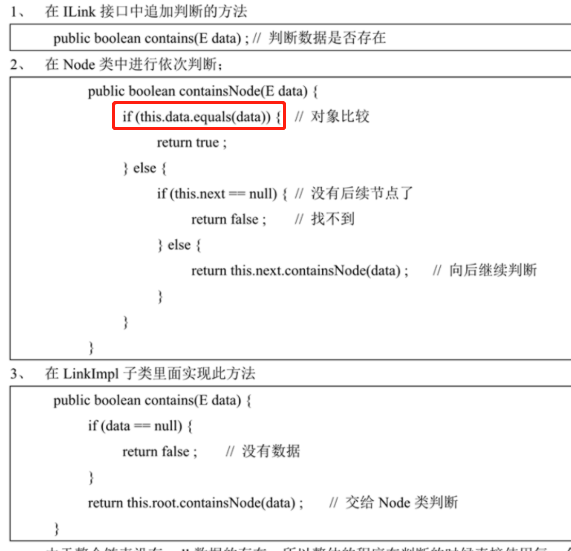 1、 在 ILink 接口中追加判断的方法
public boolean contains(E data) ; // 判断数据是否存在
2、 在 Node 类中进行依次判断；
public boolean containsNode(E data) {
if (this.data.equals(data)) { // 对象比较
return true ;
} else {
if (this.next == null) { // 没有后续节点了
return false ; // 找不到
} else {
return this.next.containsNode(data) ; // 向后继续判断
}
}
}
3、 在 LinkImpl 子类里面实现此方法
public boolean contains(E data) {
if (data == null) {
return false ; // 没有数据
}
return this.root.containsNode(data) ; // 交给 Node 类判断
}